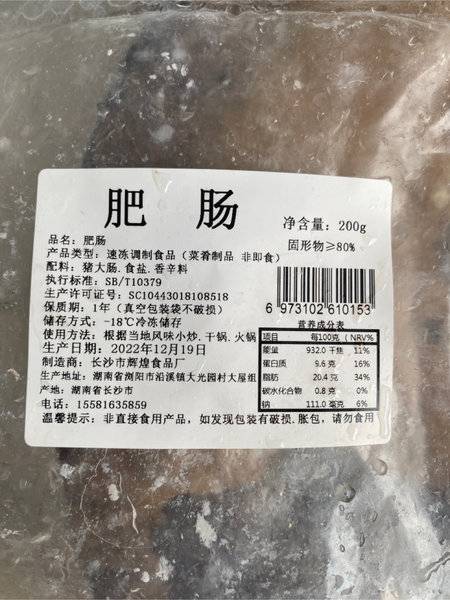 肥 肠
净含量：200g
固形物≥80%
品名：肥肠
产品类型：速冻调制食品（菜肴制品 非即食）
配料：猪大肠.食盐.香辛料
执行标准：SB/T10379
生产许可证号：SC10443018108518
保质期：1年（真空包装袋不破损）
储存方式：-18℃冷冻储存
使用方法：根据当地风味小炒.干锅.火锅
生产日期：2022年12月19日
制造商：长沙市辉煌食品厂
生产地址：湖南省浏阳市沿溪镇大光园村大屋组
产地：湖南省长沙市
电话：15581635859
温馨提示：非直接食用产品，如发现包装有破损.胀包，请勿食用
6 973102 610153
营养成分表
项目 每100克（ NRV%
能量 932.0 千焦 11%
蛋白质 9.6 克 16%
脂肪 20.4 克 34%
碳水化合物 0.8 克 0%
钠 111.0 毫克 6%